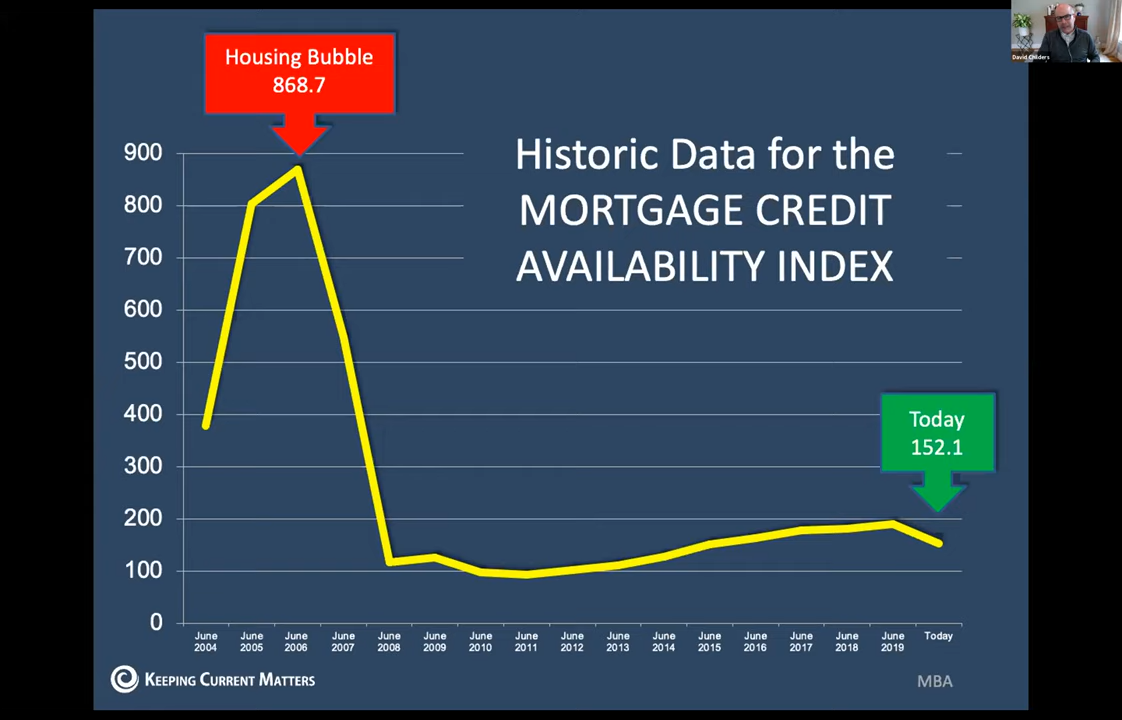 Housing Bubble
868.7
David Childers
Historic Data for the
MORTGAGE CREDIT
AVAILABILITY INDEX
900
800
700
600
500
400
300
200
100
0
Today
152.1
June
2004
June
2005
June
2006
June
2007
June
2008
June
2009
June
2010
June
2011
June
2012
June
2013
June
2014
June
2015
June
2016
June
2017
June
2018
June
2019
Today
KEEPING CURRENT MATTERS
MBA